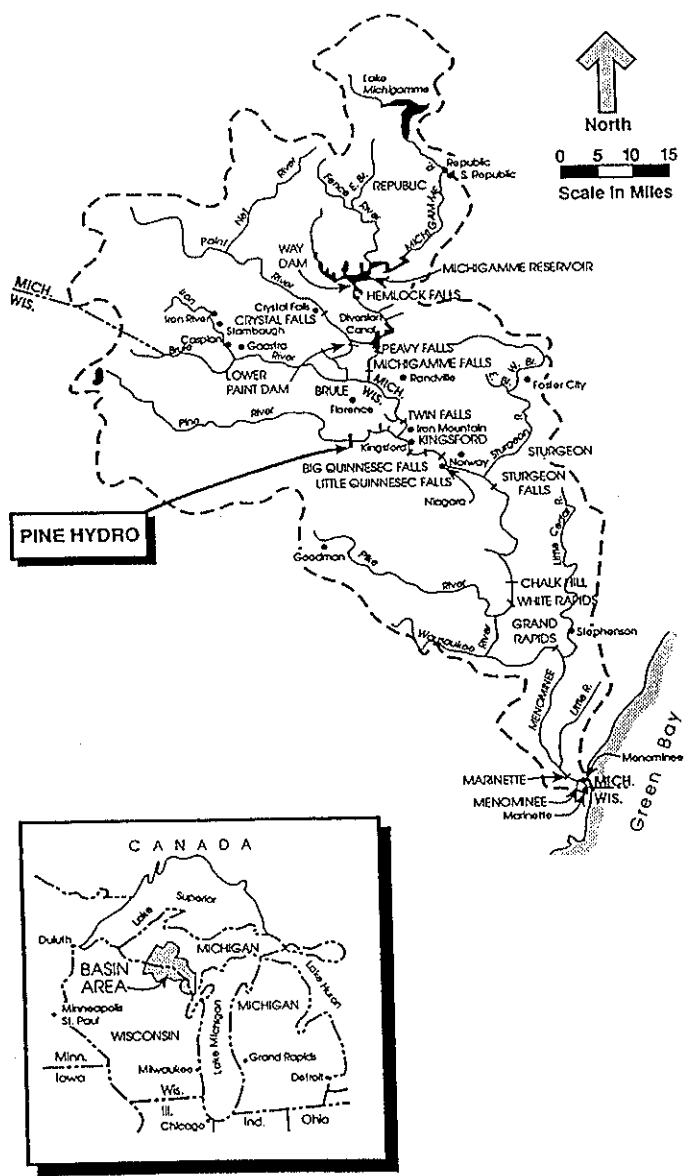 Lake
Michigamme
North
0 5 10 15
Scale in Miles
Republic
S. Republic
REPUBLIC
Fence
E. Br.
River
R.
MICHIGAMME
Net
River
Paint
River
WAY
DAM
MICHIGAMME RESERVOIR
HEMLOCK FALLS
MICH.
WIS.
Iron
Iron River
Stambaugh
Caspian
Gaastra
Crystal Falls
CRYSTAL FALLS
Diversion
Canal
Brule
River
LOWER
PAINT DAM
PEAVY FALLS
MICHIGAMME FALLS
Randville
MICH.
WIS.
E. Br.
W. Br.
Foster City
BRULE
Florence
TWIN FALLS
Iron Mountain
KINGSFORD
Kingsford
Pine
River
Norway
Sturgeon
R.
STURGEON
BIG QUINNESEC FALLS
LITTLE QUINNESEC FALLS
Niagara
STURGEON
FALLS
PINE HYDRO
Goodman
Pike
River
Little Cedar R.
CHALK HILL
WHITE RAPIDS
GRAND
RAPIDS
Stephenson
Wausaukee
River
MENOMINEE
Little R.
Green Bay
Menominee
MARINETTE
MICH.
WIS.
MENOMINEE
Marinette
CANADA
Lake
Superior
Duluth
MICHIGAN
BASIN
AREA
Lake Huron
Minneapolis
St. Paul
WISCONSIN
Lake Michigan
MICHIGAN
Minn.
Iowa
Milwaukee
Grand Rapids
Detroit
Wis.
Ill.
Chicago
Ind.
Ohio